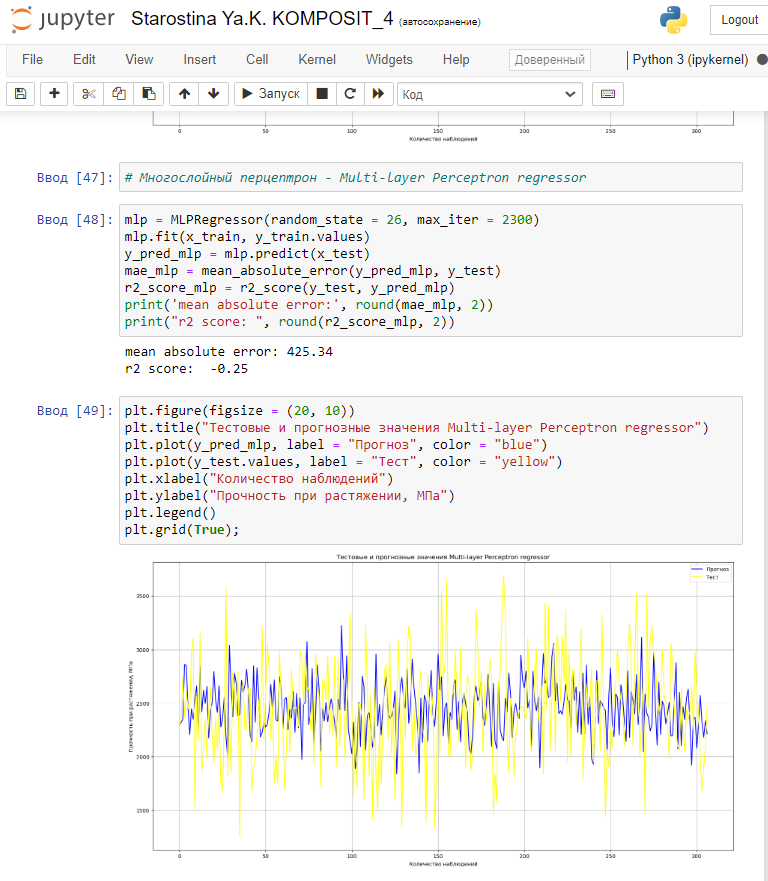 jupyter Starostina Ya.K. KOMPOSIT_4 (автосохранение)
Logout
File Edit View Insert Cell Kernel Widgets Help Доверенный Python 3 (ipykernel)
Запуск Код
0 50 100 150 200 250 300
Количество наблюдений
Ввод [47]: # Многослойный перцептрон - Multi-layer Perceptron regressor
Ввод [48]: mlp = MLPRegressor(random_state = 26, max_iter = 2300)
mlp.fit(x_train, y_train.values)
y_pred_mlp = mlp.predict(x_test)
mae_mlp = mean_absolute_error(y_pred_mlp, y_test)
r2_score_mlp = r2_score(y_test, y_pred_mlp)
print('mean absolute error:', round(mae_mlp, 2))
print("r2 score: ", round(r2_score_mlp, 2))
mean absolute error: 425.34
r2 score:  -0.25
Ввод [49]: plt.figure(figsize = (20, 10))
plt.title("Тестовые и прогнозные значения Multi-layer Perceptron regressor")
plt.plot(y_pred_mlp, label = "Прогноз", color = "blue")
plt.plot(y_test.values, label = "Тест", color = "yellow")
plt.xlabel("Количество наблюдений")
plt.ylabel("Прочность при растяжении, МПа")
plt.legend()
plt.grid(True);
Тестовые и прогнозные значения Multi-layer Perceptron regressor
Прогноз
Тест
3500
3000
2500
2000
1500
Прочность при растяжении, МПа
0 50 100 150 200 250 300
Количество наблюдений